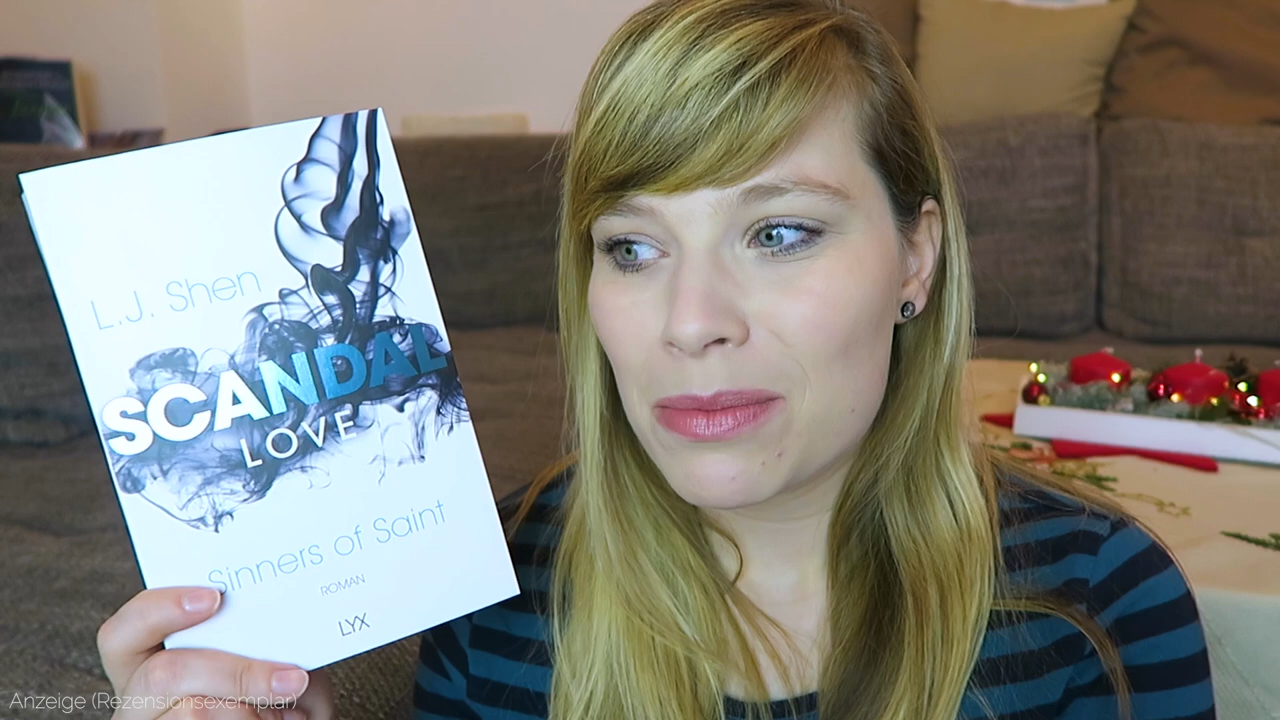 L.J. Shen
SCANDAL
LOVE
Sinners of Saint
ROMAN
LYX
Anzeige (Rezensionsexemplar)